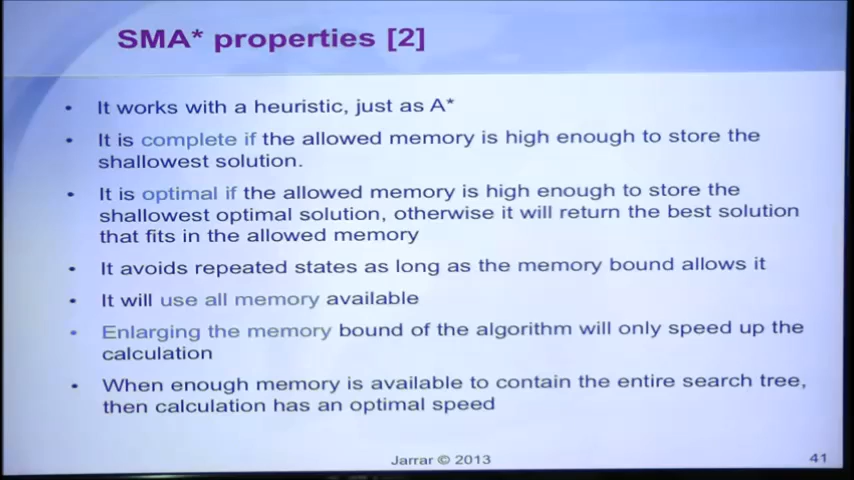 SMA* properties [2]
• It works with a heuristic, just as A*
• It is complete if the allowed memory is high enough to store the
shallowest solution.
• It is optimal if the allowed memory is high enough to store the
shallowest optimal solution, otherwise it will return the best solution
that fits in the allowed memory
• It avoids repeated states as long as the memory bound allows it
• It will use all memory available
• Enlarging the memory bound of the algorithm will only speed up the
calculation
• When enough memory is available to contain the entire search tree,
then calculation has an optimal speed
Jarrar © 2013
41